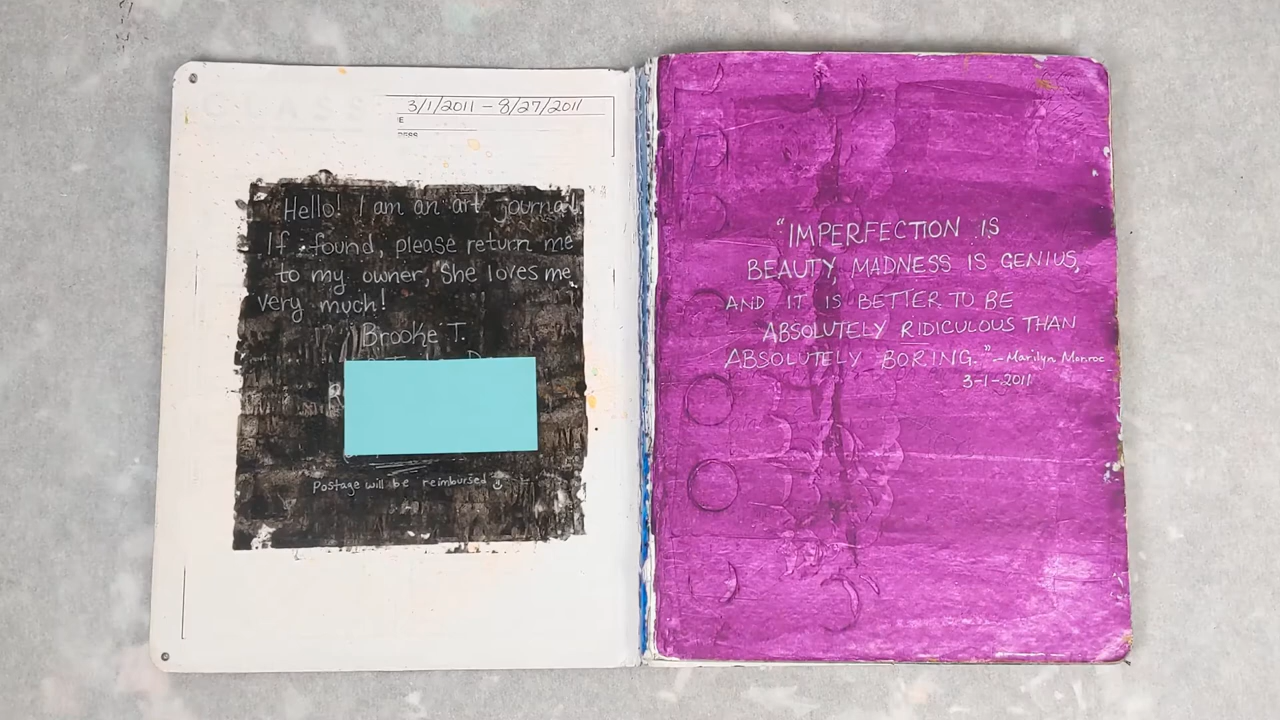 CLASS
3/1/2011 – 8/27/2011
Hello! I am an art journal.
If found, please return me
to my owner, She loves me
very much!
Brooke T.
Postage will be reimbursed
"IMPERFECTION IS
BEAUTY, MADNESS IS GENIUS,
AND IT IS BETTER TO BE
ABSOLUTELY RIDICULOUS THAN
ABSOLUTELY BORING." -Marilyn Monroe
3-1-2011